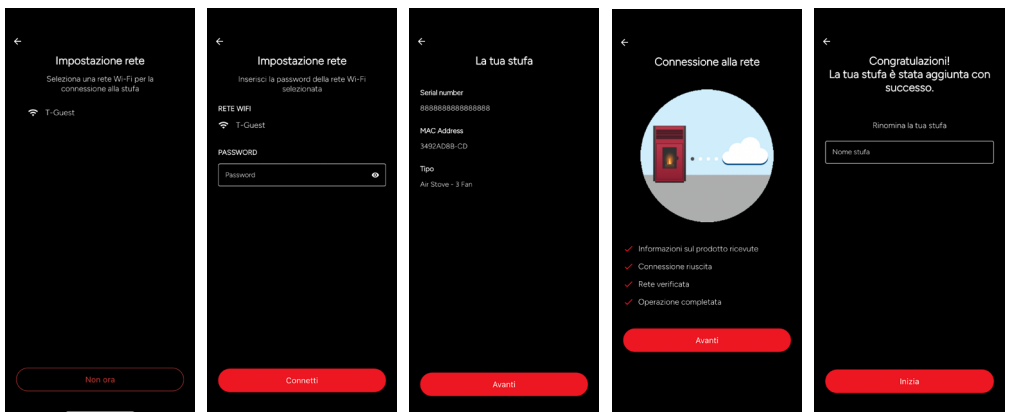 Impostazione rete
Seleziona una rete Wi-Fi per la
connessione alla stufa
T-Guest
Non ora
Impostazione rete
Inserisci la password della rete Wi-Fi
selezionata
RETE WIFI
T-Guest
PASSWORD
Password
Connetti
La tua stufa
Serial number
8888888888888888
MAC Address
3492AD88-CD
Tipo
Air Stove - 3 Fan
Avanti
Connessione alla rete
Informazioni sul prodotto ricevute
Connessione riuscita
Rete verificata
Operazione completata
Avanti
Congratulazioni!
La tua stufa è stata aggiunta con
successo.
Rinomina la tua stufa
Nome stufa
Inizia